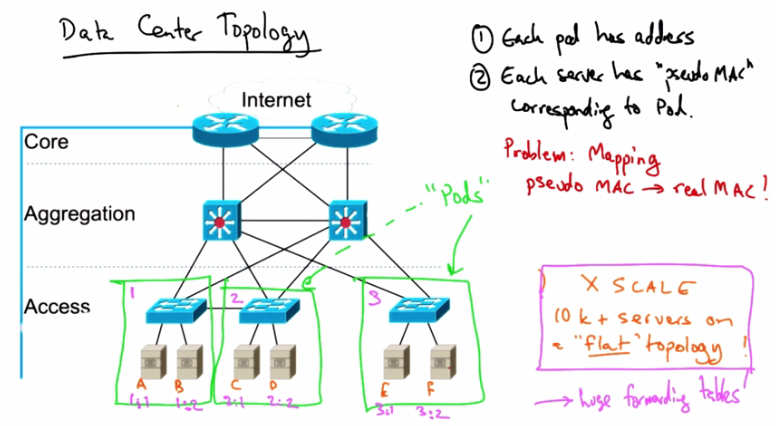 Data Center Topology
① Each pod has address
② Each server has "pseudo MAC"
corresponding to Pod.
Problem: Mapping
pseudo MAC → real MAC!
Internet
Core
Aggregation
"Pods"
Access
1
2
3
A B C D E F
1:1 1:2 2:1 2:2 3:1 3:2
X SCALE
10k+ servers on
a "flat" topology!
→ huge forwarding tables!